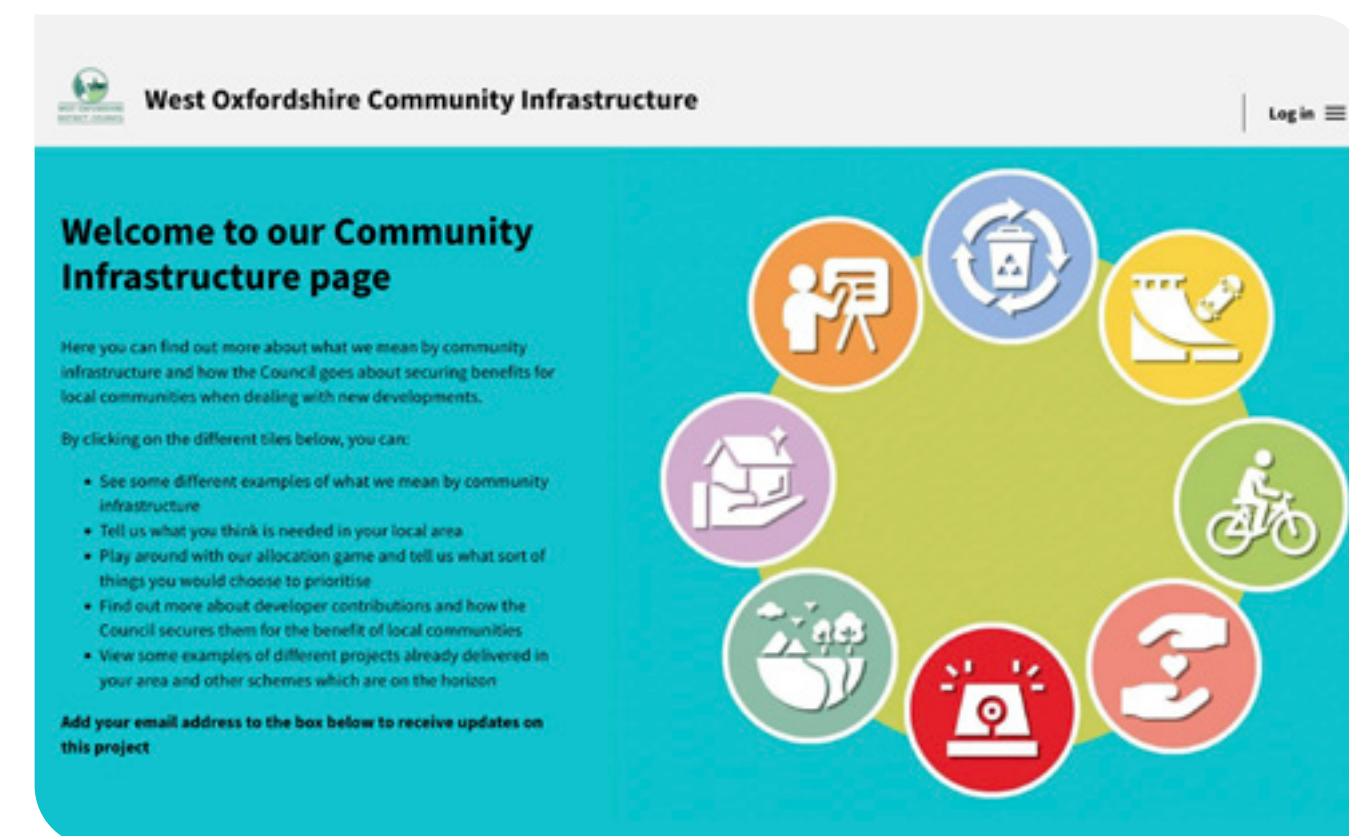 WEST OXFORDSHIRE
DISTRICT COUNCIL
West Oxfordshire Community Infrastructure
Log in
Welcome to our Community
Infrastructure page
Here you can find out more about what we mean by community
infrastructure and how the Council goes about securing benefits for
local communities when dealing with new developments.
By clicking on the different tiles below, you can:
• See some different examples of what we mean by community
infrastructure
• Tell us what you think is needed in your local area
• Play around with our allocation game and tell us what sort of
things you would choose to prioritise
• Find out more about developer contributions and how the
Council secures them for the benefit of local communities
• View some examples of different projects already delivered in
your area and other schemes which are on the horizon
Add your email address to the box below to receive updates on
this project